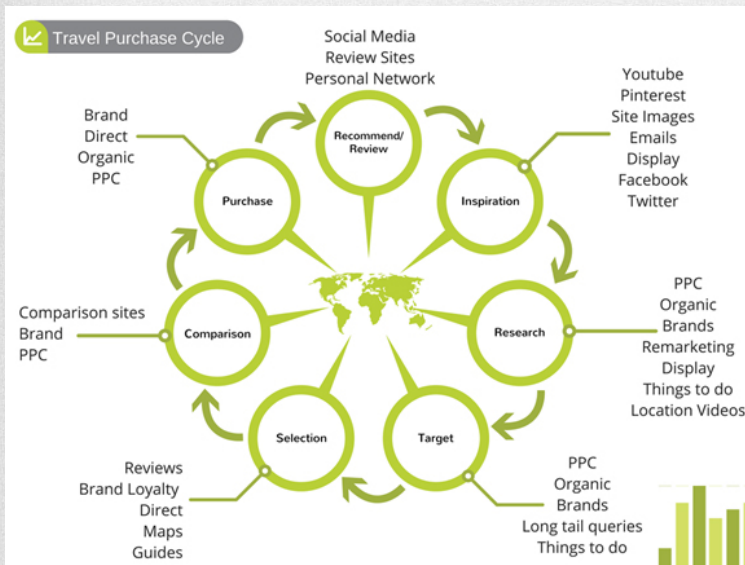 Travel Purchase Cycle
Social Media
Review Sites
Personal Network
Recommend/
Review
Youtube
Pinterest
Site Images
Emails
Display
Facebook
Twitter
Inspiration
PPC
Organic
Brands
Remarketing
Display
Things to do
Location Videos
Research
PPC
Organic
Brands
Long tail queries
Things to do
Target
Reviews
Brand Loyalty
Direct
Maps
Guides
Selection
Comparison sites
Brand
PPC
Comparison
Brand
Direct
Organic
PPC
Purchase